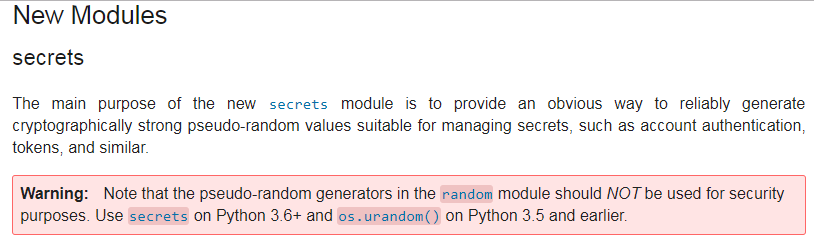 New Modules
secrets
The main purpose of the new secrets module is to provide an obvious way to reliably generate
cryptographically strong pseudo-random values suitable for managing secrets, such as account authentication,
tokens, and similar.
Warning: Note that the pseudo-random generators in the random module should NOT be used for security
purposes. Use secrets on Python 3.6+ and os.urandom() on Python 3.5 and earlier.